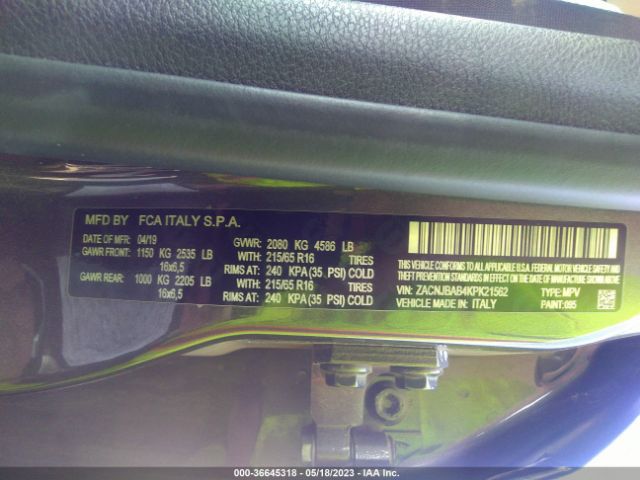 MFD BY FCA ITALY S.P.A.
DATE OF MFR: 04/19 GVWR: 2080 KG 4586 LB
GAWR FRONT: 1150 KG 2535 LB WITH 215/65 R16 TIRES
16x6,5 RIMS AT: 240 KPA (35 PSI) COLD
GAWR REAR: 1000 KG 2205 LB WITH 215/65 R16 TIRES
16x6,5 RIMS AT: 240 KPA (35 PSI) COLD
THIS VEHICLE CONFORMS TO ALL APPLICABLE U.S.A. FEDERAL MOTOR VEHICLE SAFETY
AND THEFT PREVENTION STANDARDS IN EFFECT ON THE DATE OF MANUFACTURE SHOWN ABOVE.
VIN: ZACNJBAB4KPK21562 TYPE: MPV
VEHICLE MADE IN: ITALY PAINT: 095
000-36645318 - 05/18/2023 - IAA Inc.